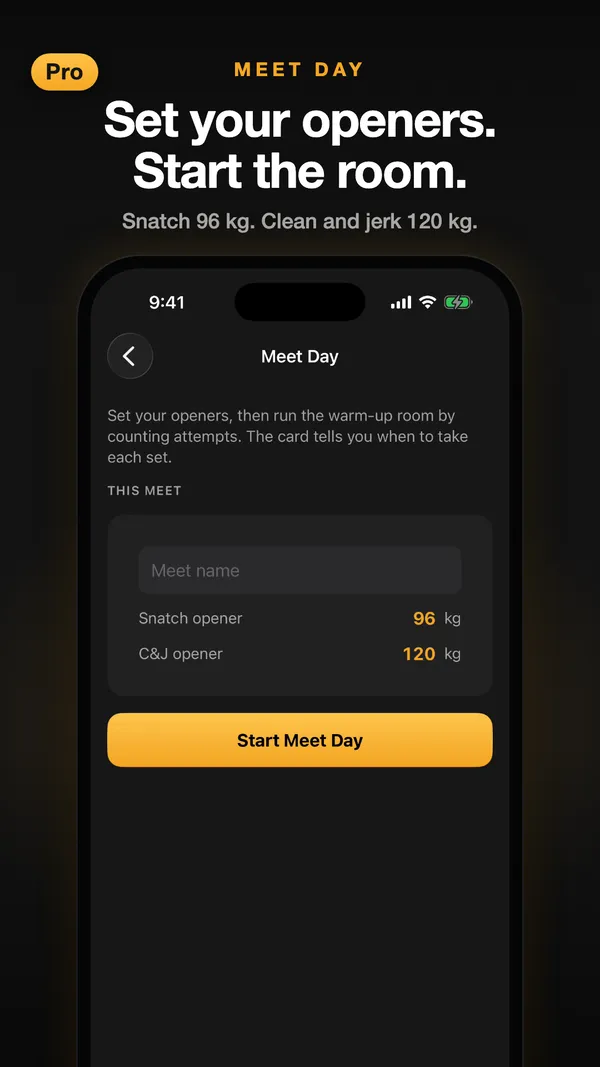 Pro
MEET DAY
Set your openers.
Start the room.
Snatch 96 kg. Clean and jerk 120 kg.
9:41
Meet Day
Set your openers, then run the warm-up room by
counting attempts. The card tells you when to take
each set.
THIS MEET
Meet name
Snatch opener 96 kg
C&J opener 120 kg
Start Meet Day